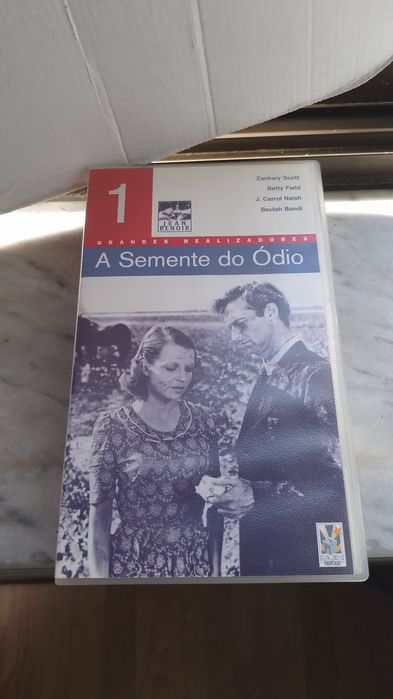 1
JEAN
RENOIR
Zachary Scott
Betty Field
J. Carrol Naish
Beulah Bondi
GRANDES REALIZADORES
A Semente do Ódio